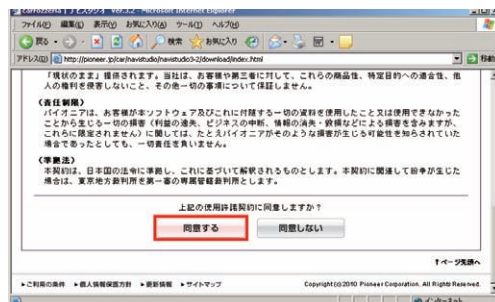 carrozzeria | ナビスタジオ ver.3.2 - Microsoft Internet Explorer
ファイル(F) 編集(E) 表示(V) お気に入り(A) ツール(T) ヘルプ(H)
戻る 検索 お気に入り
アドレス(D) http://pioneer.jp/car/navistudio/navistudio3-2/download/index.html 移動
「現状のまま」提供されます。当社は、お客様や第三者に対して、これらの商品性、特定目的への適合性、他
人の権利を侵害しないこと、その他一切の事項について保証しません。
(責任制限)
パイオニアは、お客様が本ソフトウェア及びこれに付随する一切の資料を使用したこと又は使用できなかった
ことから生じる一切の損害（利益の逸失、ビジネスの中断、情報の消失・毀損などによる損害を含みますが、
これらに限定されません）に関しては、たとえパイオニアがそのような損害が生じる可能性を知らされていた
場合であったとしても、一切責任を負いません。
(準拠法)
本契約は、日本国の法令に準拠し、これに基づいて解釈されるものとします。本契約に関連して紛争が生じた
場合は、東京地方裁判所を第一審の専属管轄裁判所とします。
上記の使用許諾契約に同意しますか？
同意する 同意しない
↑ページ先頭へ
▶ご利用の条件 ▶個人情報保護方針 ▶更新情報 ▶サイトマップ Copyright(c)2010 Pioneer Corporation. All Rights Reserved.
インターネット